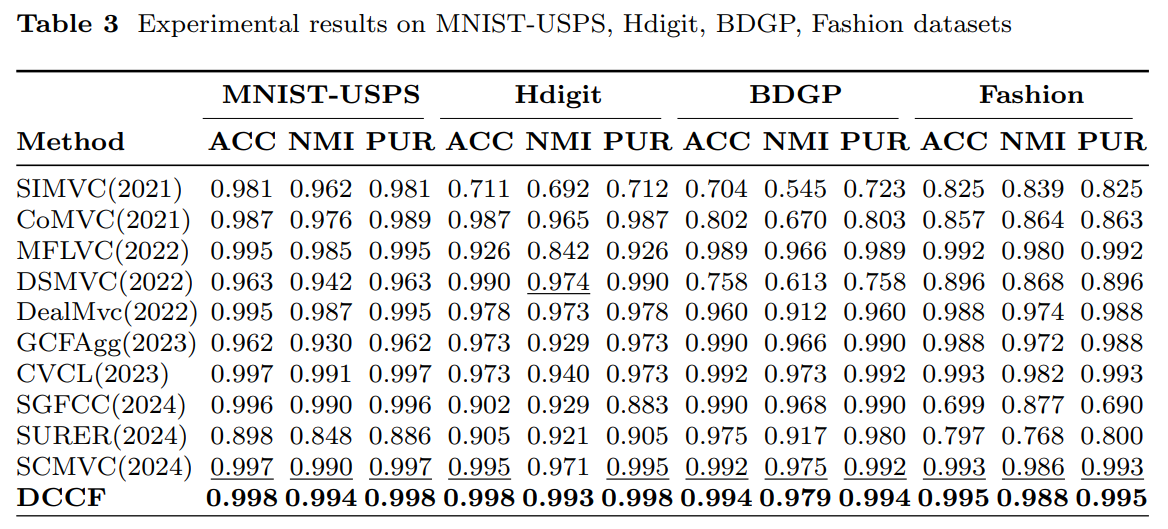 Table 3 Experimental results on MNIST-USPS, Hdigit, BDGP, Fashion datasets
MNIST-USPS Hdigit BDGP Fashion
Method ACC NMI PUR ACC NMI PUR ACC NMI PUR ACC NMI PUR
SIMVC(2021) 0.981 0.962 0.981 0.711 0.692 0.712 0.704 0.545 0.723 0.825 0.839 0.825
CoMVC(2021) 0.987 0.976 0.989 0.987 0.965 0.987 0.802 0.670 0.803 0.857 0.864 0.863
MFLVC(2022) 0.995 0.985 0.995 0.926 0.842 0.926 0.989 0.966 0.989 0.992 0.980 0.992
DSMVC(2022) 0.963 0.942 0.963 0.990 0.974 0.990 0.758 0.613 0.758 0.896 0.868 0.896
DealMvc(2022) 0.995 0.987 0.995 0.978 0.973 0.978 0.960 0.912 0.960 0.988 0.974 0.988
GCFAgg(2023) 0.962 0.930 0.962 0.973 0.929 0.973 0.990 0.966 0.990 0.988 0.972 0.988
CVCL(2023) 0.997 0.991 0.997 0.973 0.940 0.973 0.992 0.973 0.992 0.993 0.982 0.993
SGFCC(2024) 0.996 0.990 0.996 0.902 0.929 0.883 0.990 0.968 0.990 0.699 0.877 0.690
SURER(2024) 0.898 0.848 0.886 0.905 0.921 0.905 0.975 0.917 0.980 0.797 0.768 0.800
SCMVC(2024) 0.997 0.990 0.997 0.995 0.971 0.995 0.992 0.975 0.992 0.993 0.986 0.993
DCCF 0.998 0.994 0.998 0.998 0.993 0.998 0.994 0.979 0.994 0.995 0.988 0.995